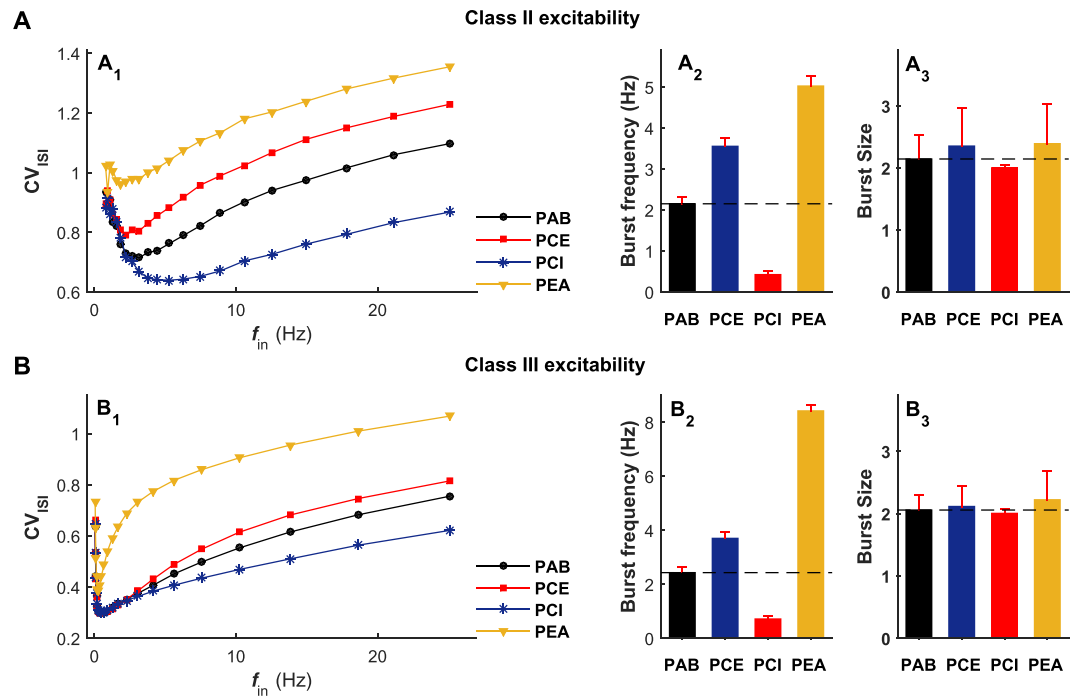 A
Class II excitability
A1
CV_ISI
1.4
1.2
1
0.8
0.6
0
10
20
f_in (Hz)
PAB
PCE
PCI
PEA
A2
Burst frequency (Hz)
5
4
3
2
1
0
PAB PCE PCI PEA
A3
Burst Size
3
2
1
0
PAB PCE PCI PEA
B
Class III excitability
B1
CV_ISI
1
0.8
0.6
0.4
0.2
0
10
20
f_in (Hz)
PAB
PCE
PCI
PEA
B2
Burst frequency (Hz)
8
6
4
2
0
PAB PCE PCI PEA
B3
Burst Size
3
2
1
0
PAB PCE PCI PEA